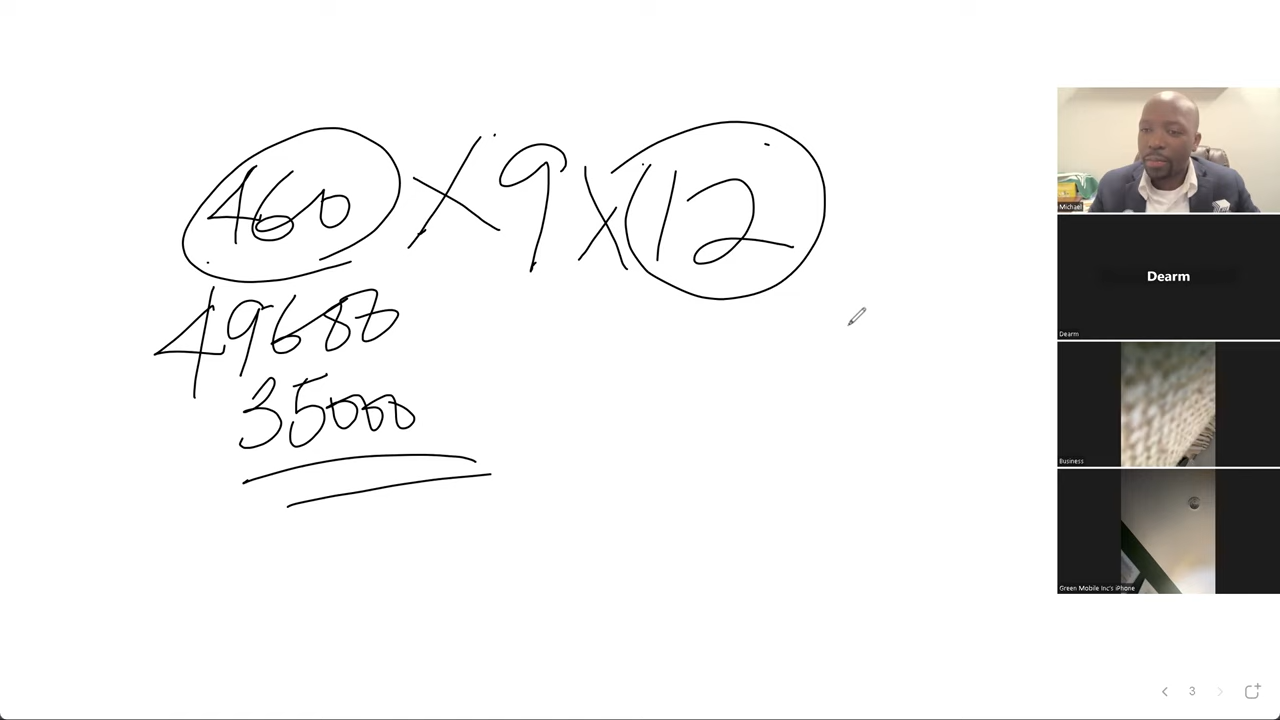 460 X 9 X 12
49680
35000
Michael
Dearm
Dearm
Business
Green Mobile Inc's iPhone
3